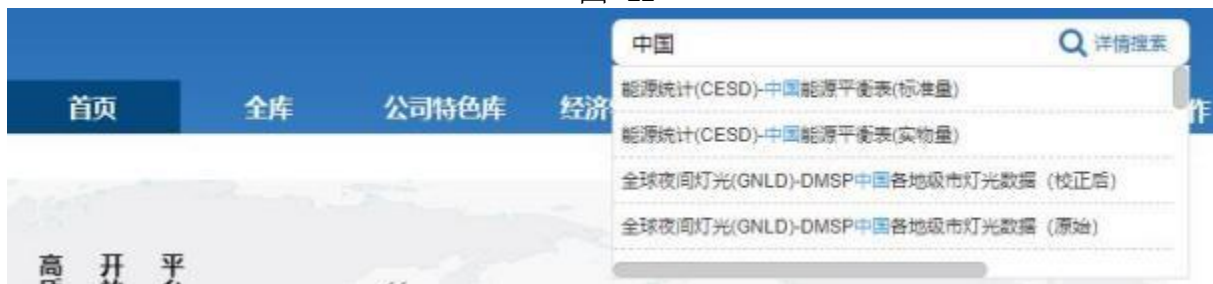 中国
详情搜索
首页
全库
公司特色库
经济
作
能源统计(CESD)-中国能源平衡表(标准量)
能源统计(CESD)-中国能源平衡表(实物量)
全球夜间灯光(GNLD)-DMSP中国各地级市灯光数据（校正后）
全球夜间灯光(GNLD)-DMSP中国各地级市灯光数据（原始）
高 开 平